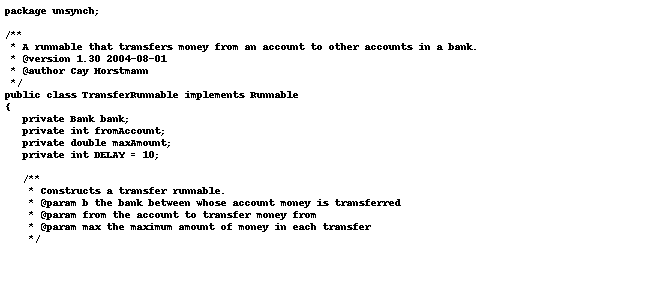 package unsynch;

/**
 * A runnable that transfers money from an account to other accounts in a bank.
 * @version 1.30 2004-08-01
 * @author Cay Horstmann
 */
public class TransferRunnable implements Runnable
{
   private Bank bank;
   private int fromAccount;
   private double maxAmount;
   private int DELAY = 10;

   /**
    * Constructs a transfer runnable.
    * @param b the bank between whose account money is transferred
    * @param from the account to transfer money from
    * @param max the maximum amount of money in each transfer
    */